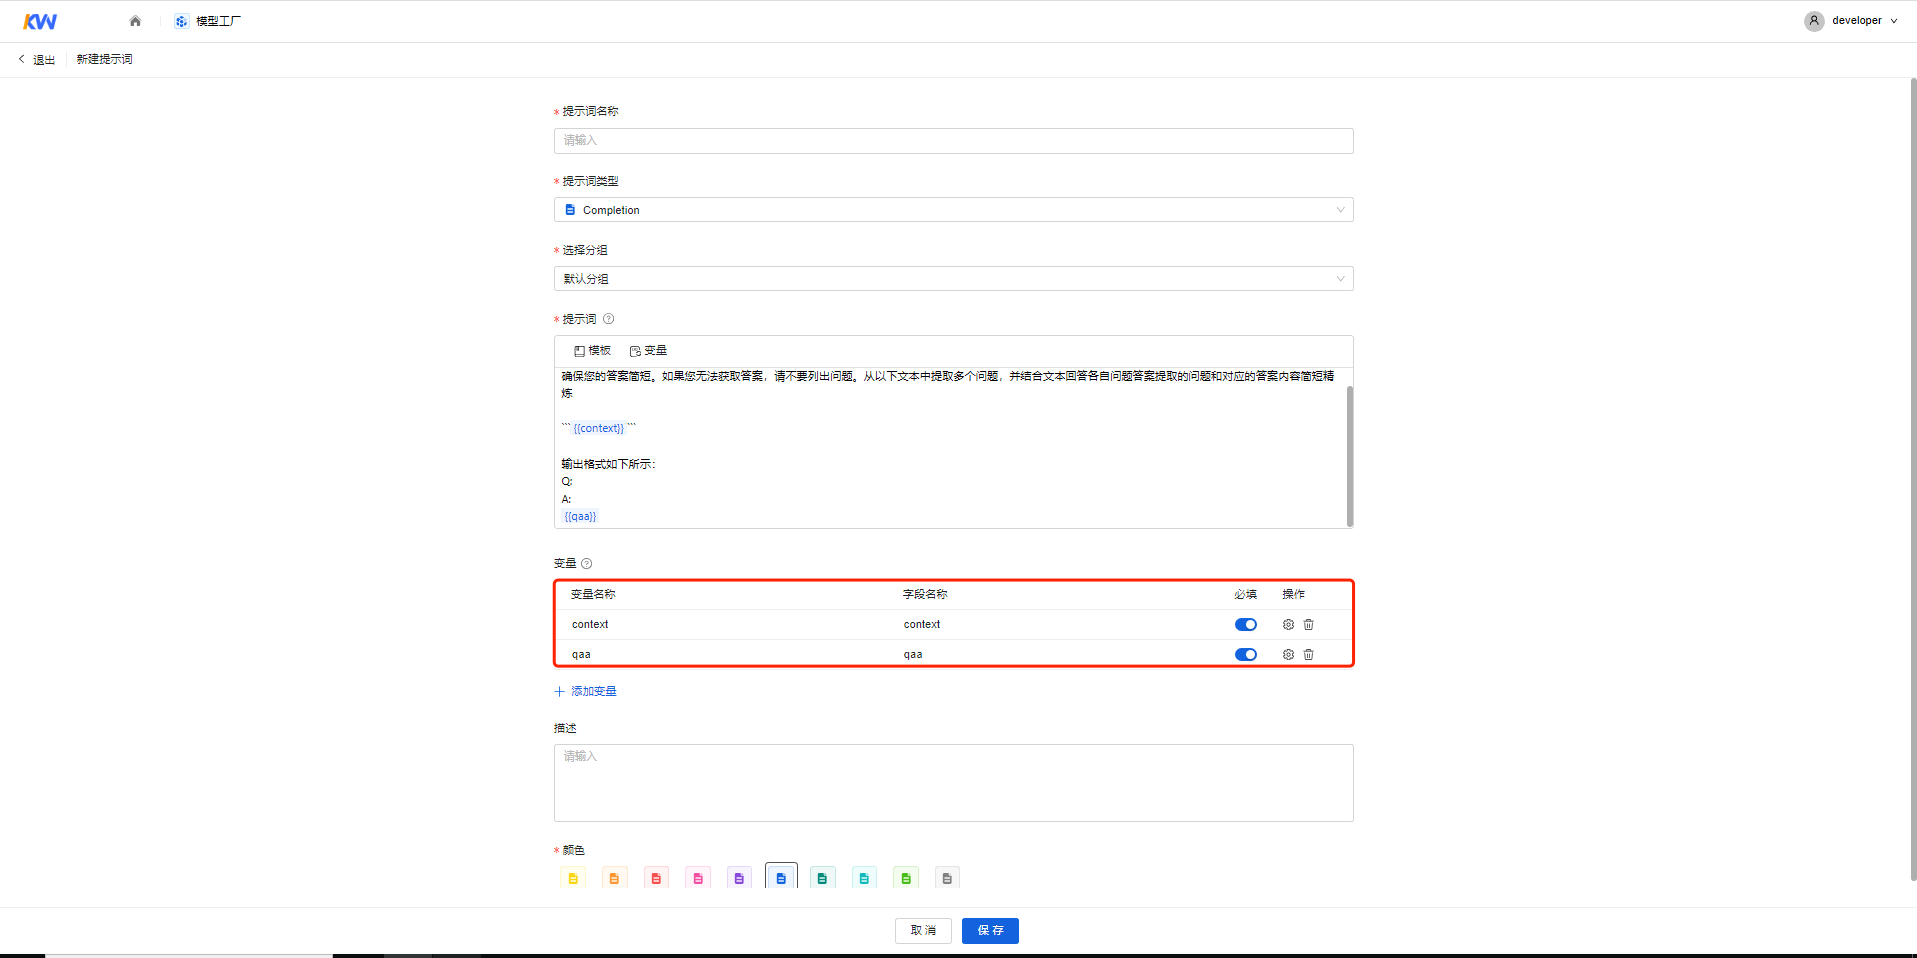 KW
模型工厂
developer
退出
新建提示词
* 提示词名称
请输入
* 提示词类型
Completion
* 选择分组
默认分组
* 提示词
模板 变量
确保您的答案简短。如果您无法获取答案，请不要列出问题。从以下文本中提取多个问题，并结合文本回答各自问题答案提取的问题和对应的答案内容简短精
炼
```{{context}}```
输出格式如下所示：
Q:
A:
{{qaa}}
变量
变量名称 字段名称 必填 操作
context context
qaa qaa
添加变量
描述
请输入
* 颜色
取 消 保 存